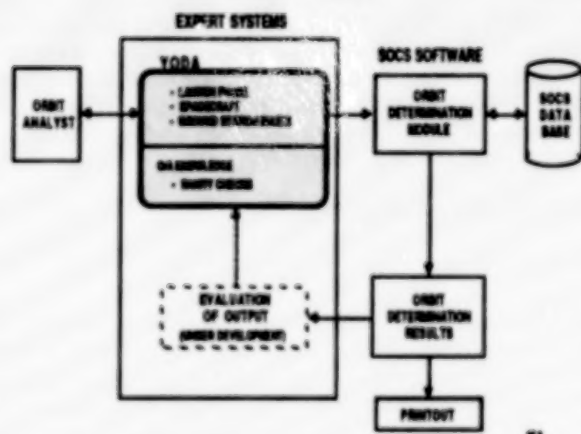 EXPERT SYSTEMS
YODA
SOCS SOFTWARE
ORBIT
ANALYST
SPACECRAFT
ORBIT
DETERMINATION
MODULE
SOCS
DATA
BASE
SANITY CHECKS
EVALUATION
OF OUTPUT
(UNDER DEVELOPMENT)
ORBIT
DETERMINATION
RESULTS
PRINTOUT